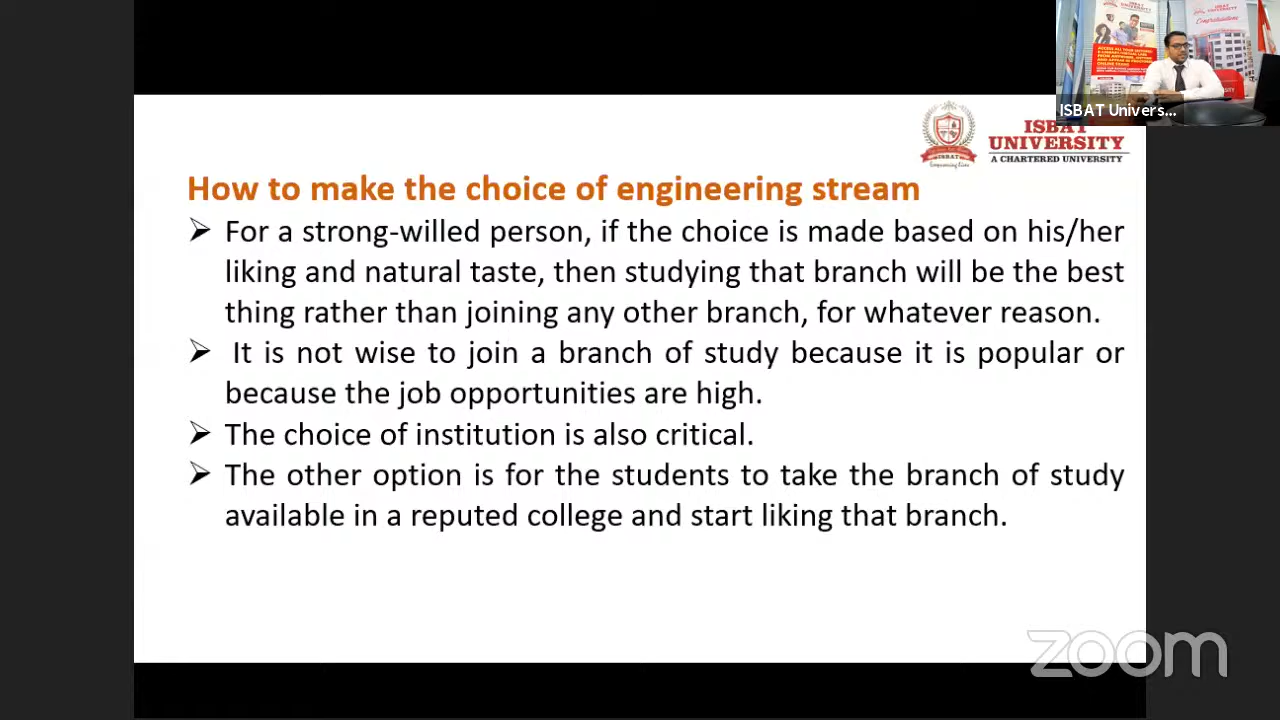 ISBAT Univers...
ISBAT
UNIVERSITY
A CHARTERED UNIVERSITY
ISBAT
How to make the choice of engineering stream
➢ For a strong-willed person, if the choice is made based on his/her
liking and natural taste, then studying that branch will be the best
thing rather than joining any other branch, for whatever reason.
➢ It is not wise to join a branch of study because it is popular or
because the job opportunities are high.
➢ The choice of institution is also critical.
➢ The other option is for the students to take the branch of study
available in a reputed college and start liking that branch.
zoom